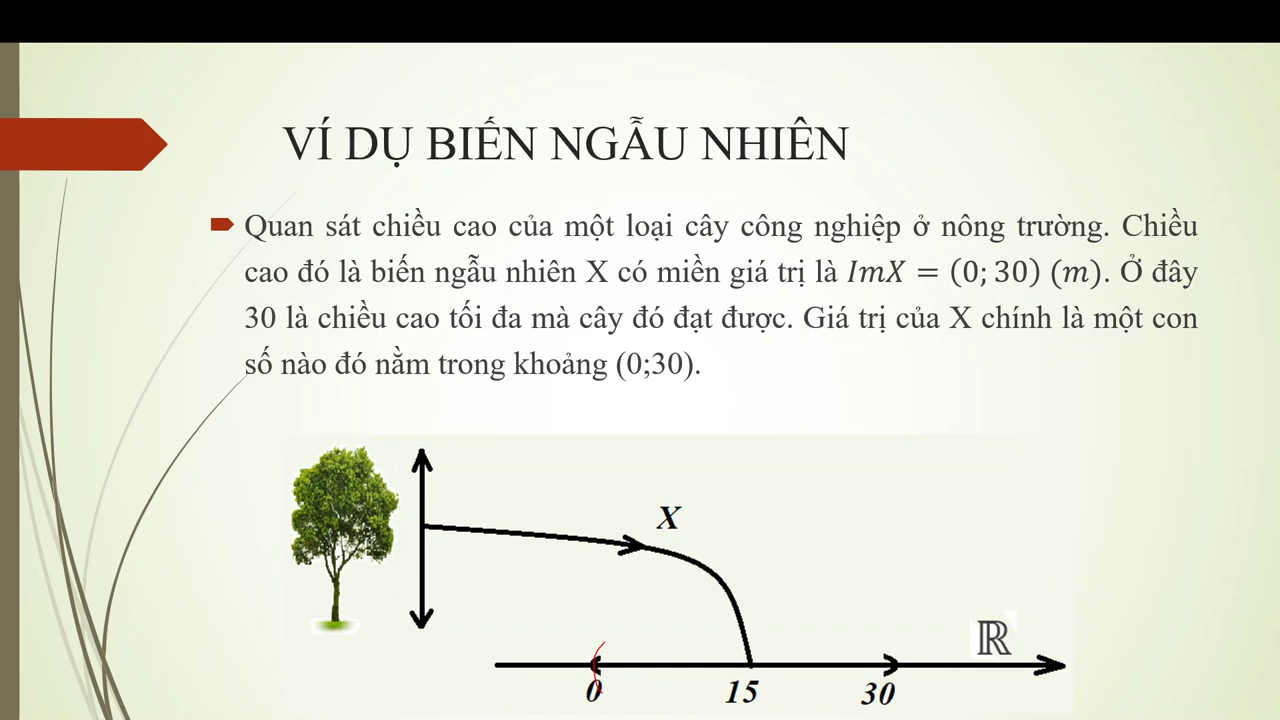 VÍ DỤ BIẾN NGẪU NHIÊN
Quan sát chiều cao của một loại cây công nghiệp ở nông trường. Chiều
cao đó là biến ngẫu nhiên X có miền giá trị là ImX = (0; 30) (m). Ở đây
30 là chiều cao tối đa mà cây đó đạt được. Giá trị của X chính là một con
số nào đó nằm trong khoảng (0;30).
X
ℝ
0 15 30